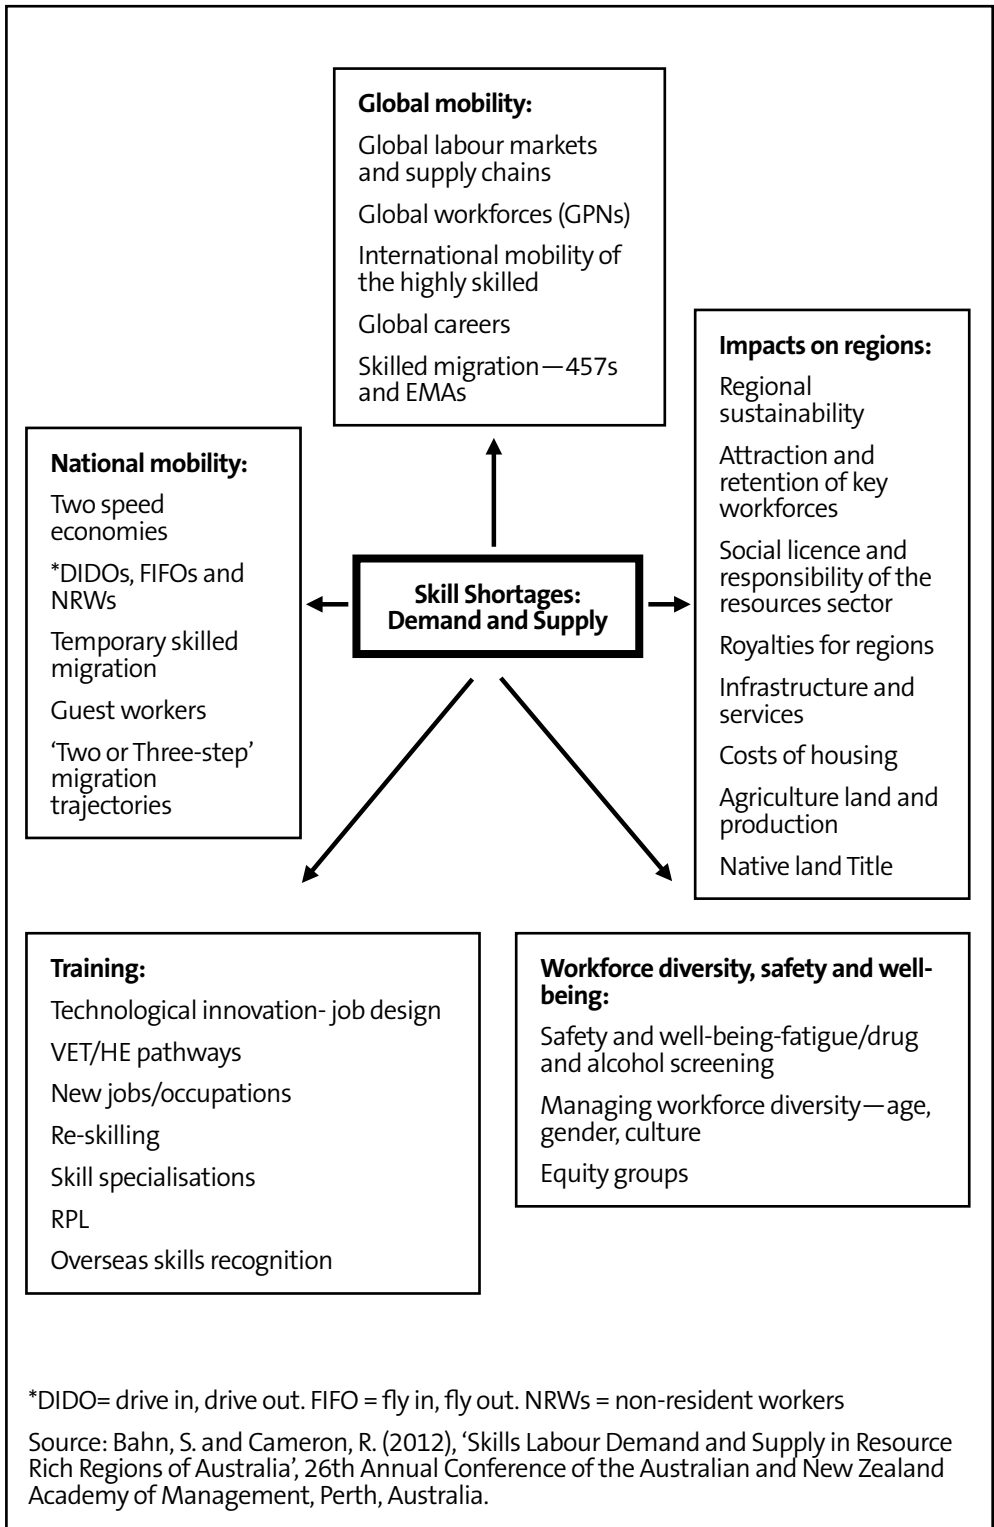 Global mobility:
Global labour markets
and supply chains
Global workforces (GPNs)
International mobility of
the highly skilled
Global careers
Skilled migration—457s
and EMAs
Impacts on regions:
Regional
sustainability
Attraction and
retention of key
workforces
Social licence and
responsibility of the
resources sector
Royalties for regions
Infrastructure and
services
Costs of housing
Agriculture land and
production
Native land Title
National mobility:
Two speed
economies
*DIDOs, FIFOs and
NRWs
Temporary skilled
migration
Guest workers
‘Two or Three-step’
migration
trajectories
Skill Shortages:
Demand and Supply
Training:
Technological innovation- job design
VET/HE pathways
New jobs/occupations
Re-skilling
Skill specialisations
RPL
Overseas skills recognition
Workforce diversity, safety and well-
being:
Safety and well-being-fatigue/drug
and alcohol screening
Managing workforce diversity—age,
gender, culture
Equity groups
*DIDO= drive in, drive out. FIFO = fly in, fly out. NRWs = non-resident workers
Source: Bahn, S. and Cameron, R. (2012), ‘Skills Labour Demand and Supply in Resource
Rich Regions of Australia’, 26th Annual Conference of the Australian and New Zealand
Academy of Management, Perth, Australia.